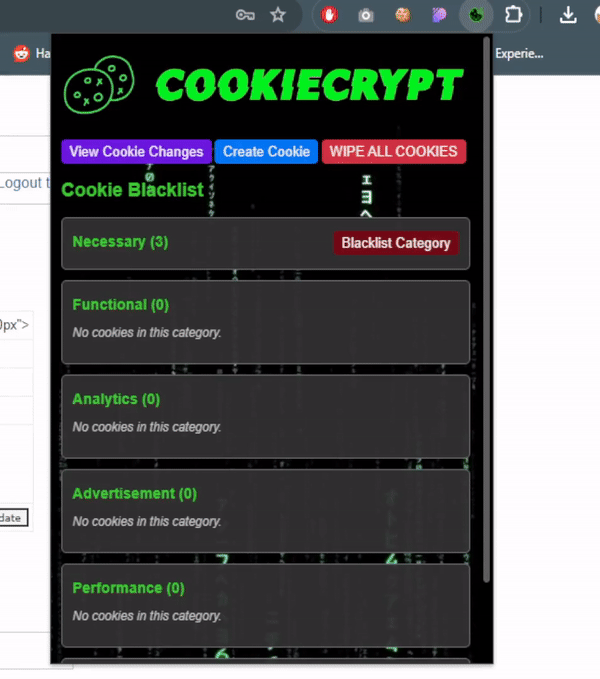 Ha
Experie...
COOKIECRYPT
View Cookie Changes
Create Cookie
WIPE ALL COOKIES
Logout t
Cookie Blacklist
Necessary (3)
Blacklist Category
Functional (0)
No cookies in this category.
0px">
Analytics (0)
No cookies in this category.
Advertisement (0)
No cookies in this category.
date
Performance (0)
No cookies in this category.